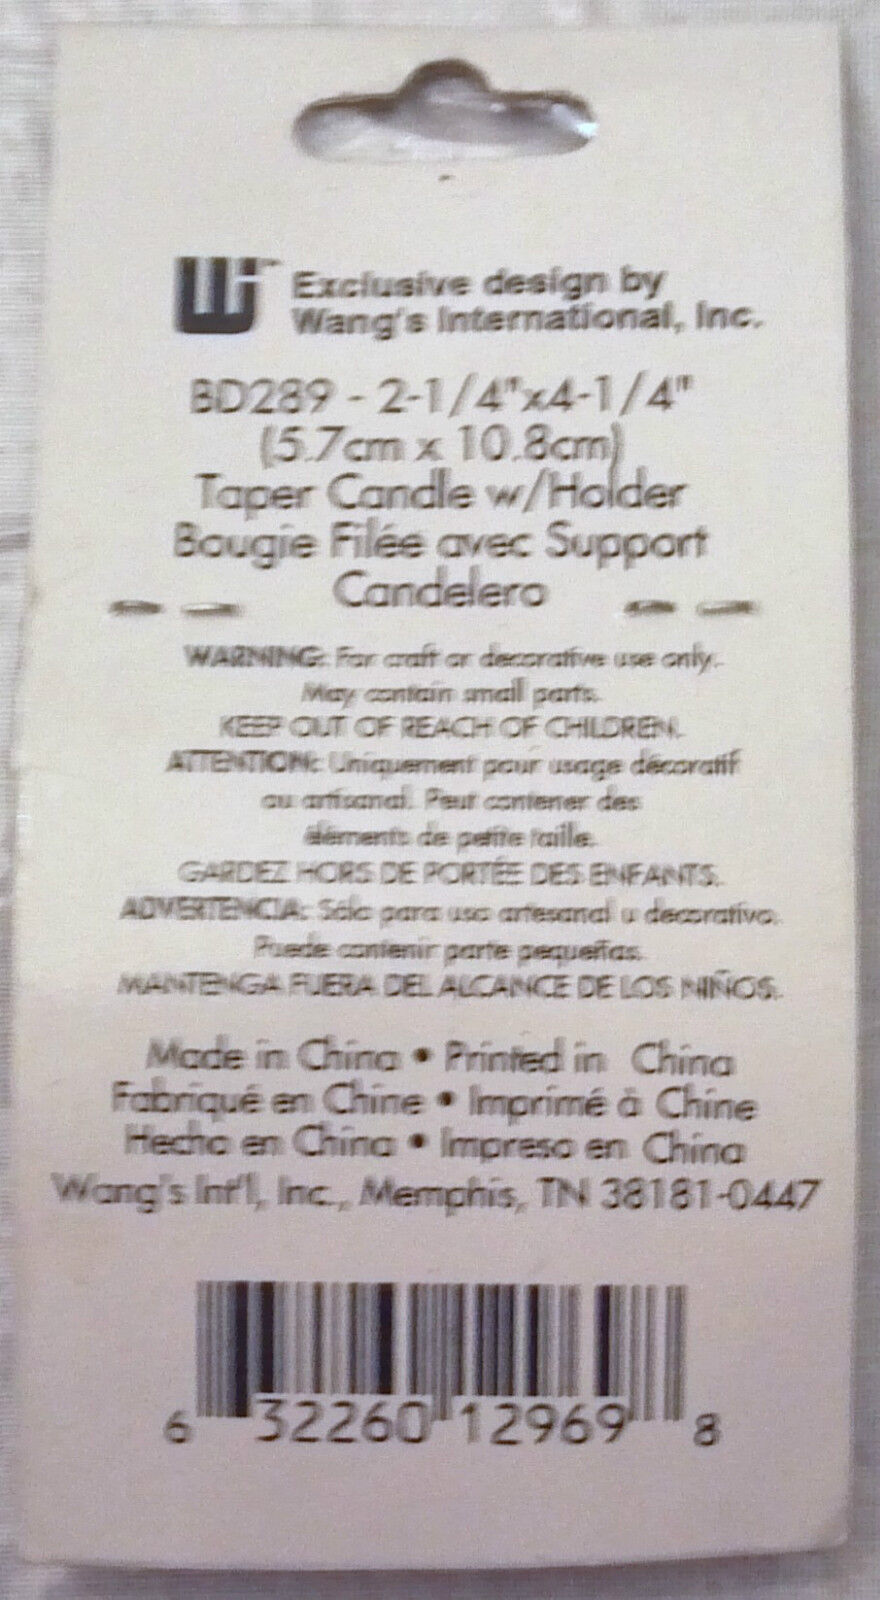 Wi™ Exclusive design by
Wang's International, Inc.
BD289 - 2-1/4"x4-1/4"
(5.7cm x 10.8cm)
Taper Candle w/Holder
Bougie Filée avec Support
Candelero
WARNING: For craft or decorative use only.
May contain small parts.
KEEP OUT OF REACH OF CHILDREN.
ATTENTION: Uniquement pour usage décoratif
ou artisanal. Peut contener des
éléments de petite taille.
GARDEZ HORS DE PORTÉE DES ENFANTS.
ADVERTENCIA: Sólo para uso artesanal u decorativo.
Puede contenir parte pequeñas.
MANTENGA FUERA DEL ALCANCE DE LOS NIÑOS.
Made in China • Printed in China
Fabriqué en Chine • Imprimé à Chine
Hecho en China • Impreso en China
Wang's Int'l, Inc., Memphis, TN 38181-0447
6 32260 12969 8